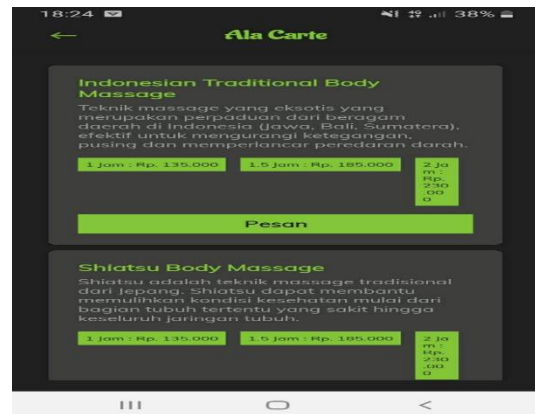 18:24 38%
Ala Carte
Indonesian Traditional Body
Massage
Teknik massage yang eksotis yang
merupakan perpaduan dari beragam
daerah di Indonesia (Jawa, Bali, Sumatera),
efektif untuk mengurangi ketegangan,
pusing dan memperlancar peredaran darah.
1 Jam : Rp. 135.000 1.5 Jam : Rp. 185.000 2 Ja
m :
Rp.
230
.00
0
Pesan
Shiatsu Body Massage
Shiatsu adalah teknik massage tradisional
dari Jepang. Shiatsu dapat membantu
memulihkan kondisi kesehatan mulai dari
bagian tubuh tertentu yang sakit hingga
keseluruh jaringan tubuh.
1 Jam : Rp. 135.000 1.5 Jam : Rp. 185.000 2 Ja
m :
Rp.
230
.00
0